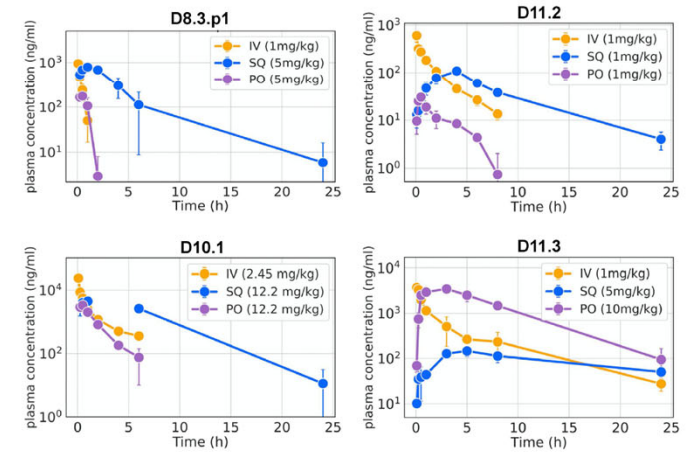 D8.3.p1
plasma concentration (ng/ml)
10³
10²
10¹
IV (1mg/kg)
SQ (5mg/kg)
PO (5mg/kg)
0 5 10 15 20 25
Time (h)
D11.2
plasma concentration (ng/ml)
10³
10²
10¹
10⁰
IV (1mg/kg)
SQ (1mg/kg)
PO (1mg/kg)
0 5 10 15 20 25
Time (h)
D10.1
plasma concentration (ng/ml)
10⁴
10²
10⁰
IV (2.45 mg/kg)
SQ (12.2 mg/kg)
PO (12.2 mg/kg)
0 5 10 15 20 25
Time (h)
D11.3
plasma concentration (ng/ml)
10⁴
10³
10²
10¹
IV (1mg/kg)
SQ (5mg/kg)
PO (10mg/kg)
0 5 10 15 20 25
Time (h)